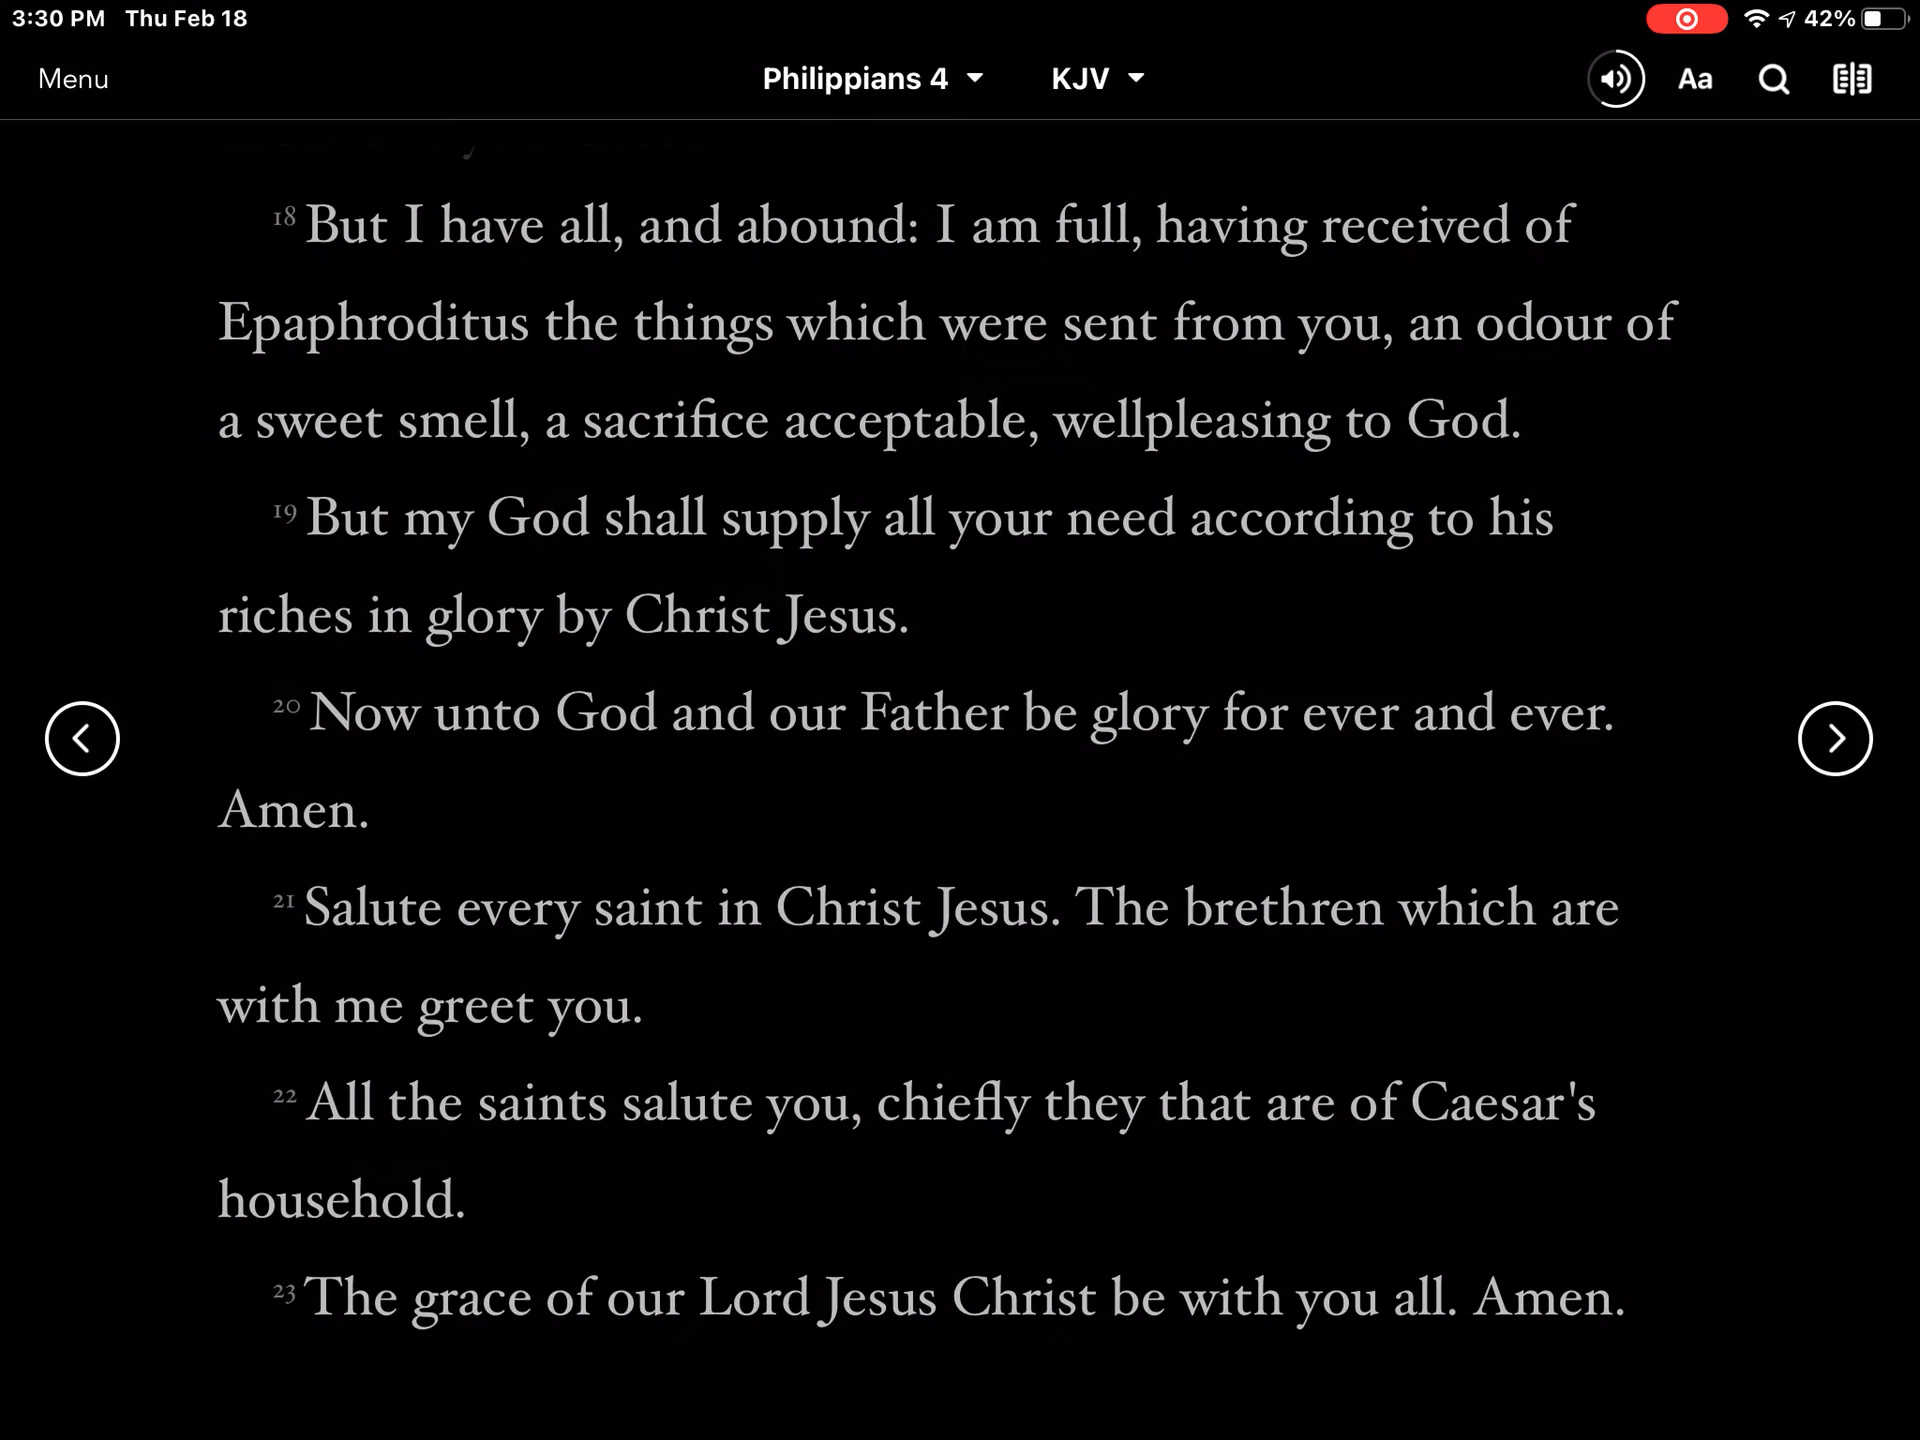 3:30 PM Thu Feb 18 42%
Menu Philippians 4 KJV Aa
18 But I have all, and abound: I am full, having received of
Epaphroditus the things which were sent from you, an odour of
a sweet smell, a sacrifice acceptable, wellpleasing to God.
19 But my God shall supply all your need according to his
riches in glory by Christ Jesus.
20 Now unto God and our Father be glory for ever and ever.
Amen.
21 Salute every saint in Christ Jesus. The brethren which are
with me greet you.
22 All the saints salute you, chiefly they that are of Caesar's
household.
23 The grace of our Lord Jesus Christ be with you all. Amen.